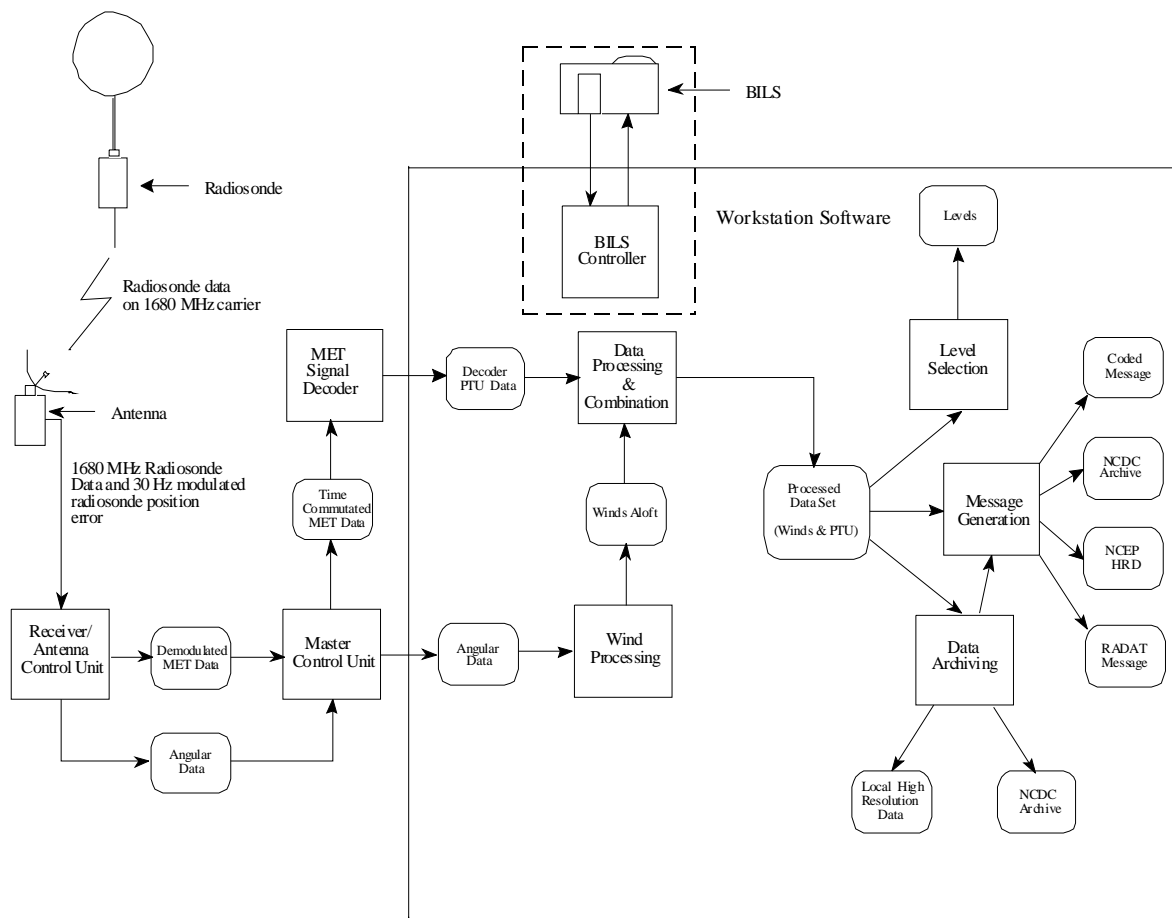 BILS
Radiosonde
Workstation Software
Levels
BILS
Controller
Radiosonde data
on 1680 MHz carrier
MET
Signal
Decoder
Decoder
PTU Data
Data
Processing
&
Combination
Level
Selection
Coded
Message
Antenna
1680 MHz Radiosonde
Data and 30 Hz modulated
radiosonde position
error
Time
Commutated
MET Data
Winds Aloft
Processed
Data Set
(Winds & PTU)
Message
Generation
NCDC
Archive
NCEP
HRD
Receiver/
Antenna
Control Unit
Demodulated
MET Data
Master
Control Unit
Angular
Data
Wind
Processing
Data
Archiving
RADAT
Message
Angular
Data
Local High
Resolution
Data
NCDC
Archive